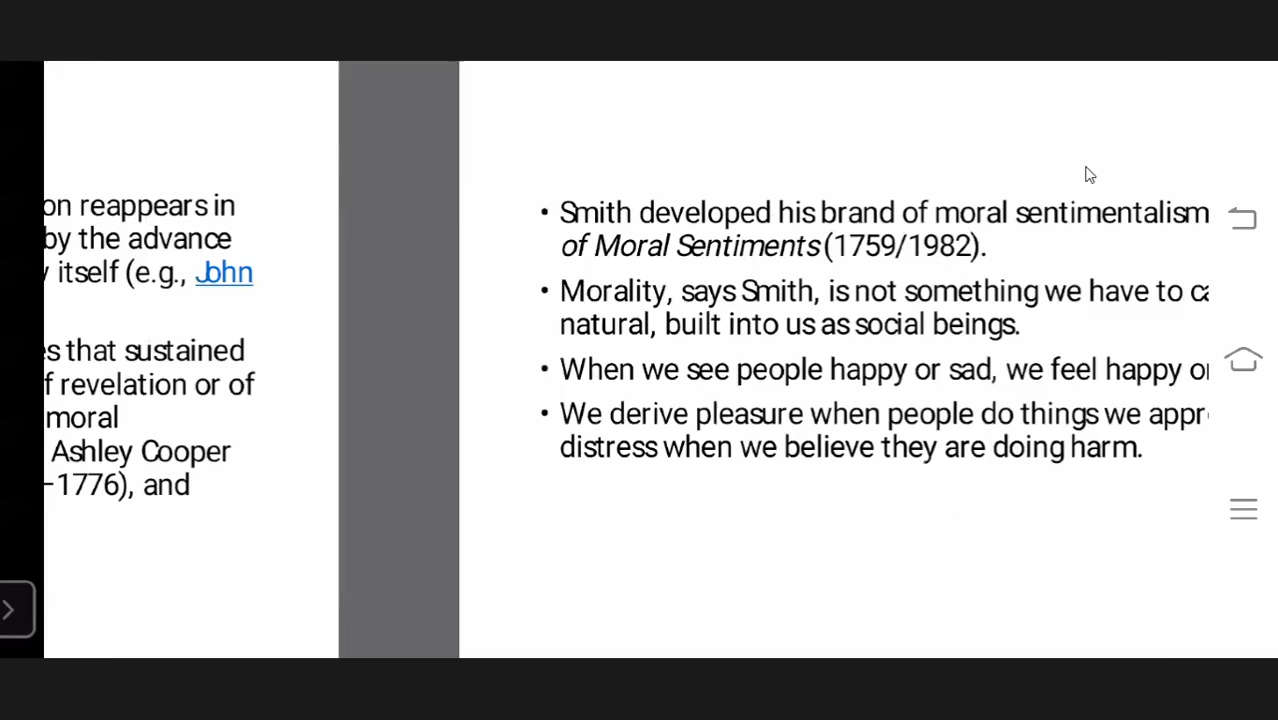 on reappears in
by the advance
itself (e.g., John
es that sustained
f revelation or of
moral
Ashley Cooper
–1776), and
• Smith developed his brand of moral sentimentalism
of Moral Sentiments (1759/1982).
• Morality, says Smith, is not something we have to ca
natural, built into us as social beings.
• When we see people happy or sad, we feel happy or
• We derive pleasure when people do things we appr
distress when we believe they are doing harm.